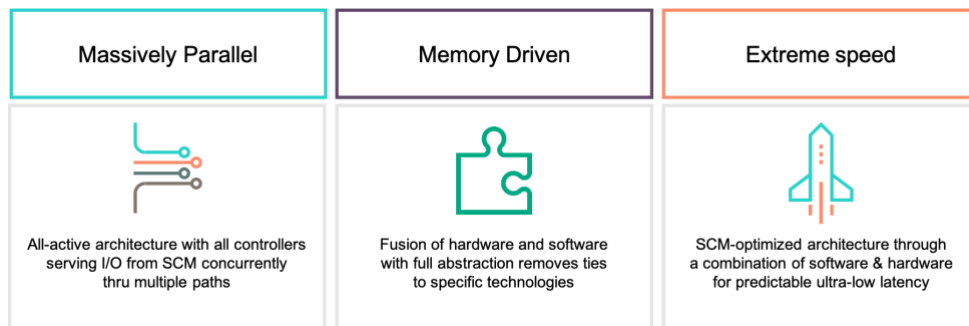 Massively Parallel
Memory Driven
Extreme speed
All-active architecture with all controllers
serving I/O from SCM concurrently
thru multiple paths
Fusion of hardware and software
with full abstraction removes ties
to specific technologies
SCM-optimized architecture through
a combination of software & hardware
for predictable ultra-low latency